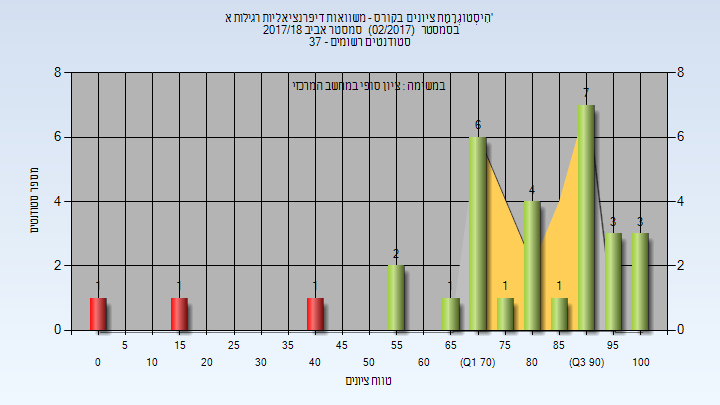 הִיסְטוֹגְרָמַת ציונים בקורס - משוואות דיפרנציאליות רגילות א'
בסמסטר (02/2017) סמסטר אביב 2017/18
סטודנטים רשומים - 37
במשימה : ציון סופי במחשב המרכזי
8 8
7
6 6 6
4 4 4
3 3
2 2 2
1 1 1 1 1 1
0 0
מספר סטודנטים
5 15 25 35 45 55 65 75 85 95
0 10 20 30 40 50 60 (Q1 70) 80 (Q3 90) 100
טווח ציונים